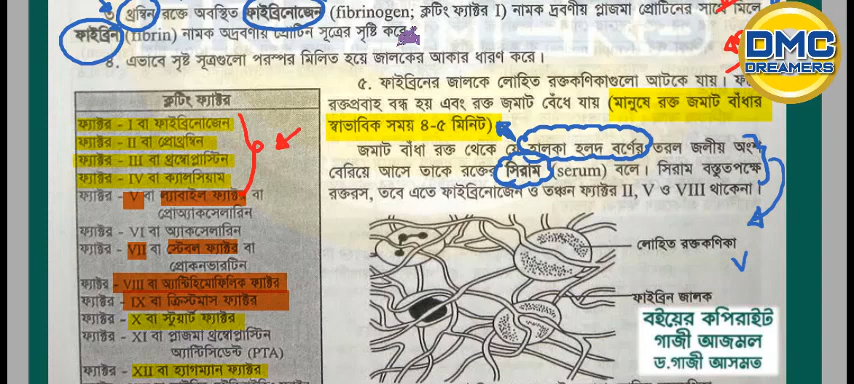 ৩. থ্রম্বিন রক্তে অবস্থিত ফাইব্রিনোজেন (fibrinogen; ক্লটিং ফ্যাক্টর I) নামক দ্রবণীয় প্লাজমা প্রোটিনের সাথে মিলে
ফাইব্রিন (fibrin) নামক অদ্রবণীয় প্রোটিন সূত্রের সৃষ্টি করে
৪. এভাবে সৃষ্ট সূত্রগুলো পরস্পর মিলিত হয়ে জালকের আকার ধারণ করে।
৫. ফাইব্রিনের জালকে লোহিত রক্তকণিকাগুলো আটকে যায়।
রক্তপ্রবাহ বন্ধ হয় এবং রক্ত জমাট বেঁধে যায় (মানুষে রক্ত জমাট বাঁধার
স্বাভাবিক সময় ৪-৫ মিনিট)
জমাট বাঁধা রক্ত থেকে যে হালকা হলুদ বর্ণের তরল জলীয় অংশ
বেরিয়ে আসে তাকে রক্তের সিরাম (serum) বলে। সিরাম বস্তুতপক্ষে
রক্তরস, তবে এতে ফাইব্রিনোজেন ও তঞ্চন ফ্যাক্টর II, V ও VIII থাকেনা।
ক্লটিং ফ্যাক্টর
ফ্যাক্টর - I বা ফাইব্রিনোজেন
ফ্যাক্টর - II বা প্রোথ্রম্বিন
ফ্যাক্টর - III বা থ্রম্বোপ্লাস্টিন
ফ্যাক্টর - IV বা ক্যালসিয়াম
ফ্যাক্টর - V বা ল্যাবাইল ফ্যাক্টর বা
প্রোঅ্যাকসেলারিন
ফ্যাক্টর - VI বা অ্যাকসেলারিন
ফ্যাক্টর - VII বা স্টেবল ফ্যাক্টর বা
প্রোকনভারটিন
ফ্যাক্টর - VIII বা অ্যান্টিহিমোফিলিক ফ্যাক্টর
ফ্যাক্টর - IX বা ক্রিস্টমাস ফ্যাক্টর
ফ্যাক্টর - X বা স্টুয়ার্ট ফ্যাক্টর
ফ্যাক্টর - XI বা প্লাজমা থ্রম্বোপ্লাস্টিন
অ্যান্টিসিডেন্ট (PTA)
ফ্যাক্টর - XII বা হ্যাগম্যান ফ্যাক্টর
লোহিত রক্তকণিকা
ফাইব্রিন জালক
DMC
DREAMERS
বইয়ের কপিরাইট
গাজী আজমল
ড.গাজী আসমত